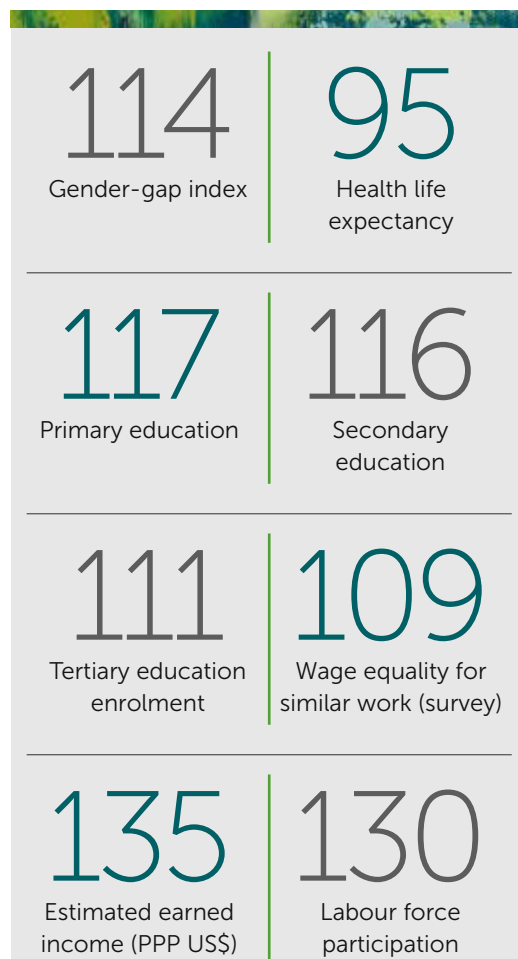 114
Gender-gap index
95
Health life
expectancy
117
Primary education
116
Secondary
education
111
Tertiary education
enrolment
109
Wage equality for
similar work (survey)
135
Estimated earned
income (PPP US$)
130
Labour force
participation